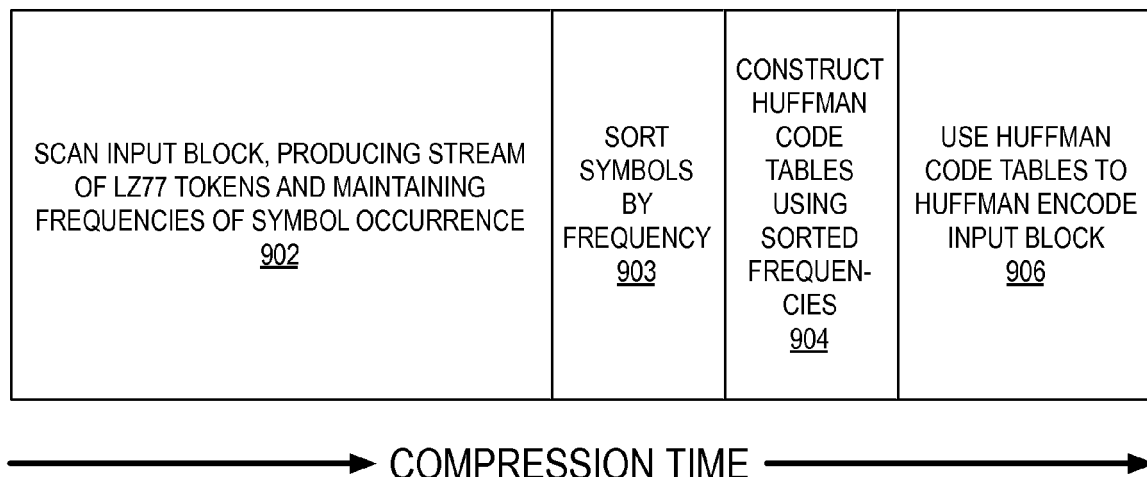 SCAN INPUT BLOCK, PRODUCING STREAM
OF LZ77 TOKENS AND MAINTAINING
FREQUENCIES OF SYMBOL OCCURRENCE
902
SORT
SYMBOLS
BY
FREQUENCY
903
CONSTRUCT
HUFFMAN
CODE
TABLES
USING
SORTED
FREQUEN-
CIES
904
USE HUFFMAN
CODE TABLES TO
HUFFMAN ENCODE
INPUT BLOCK
906
COMPRESSION TIME